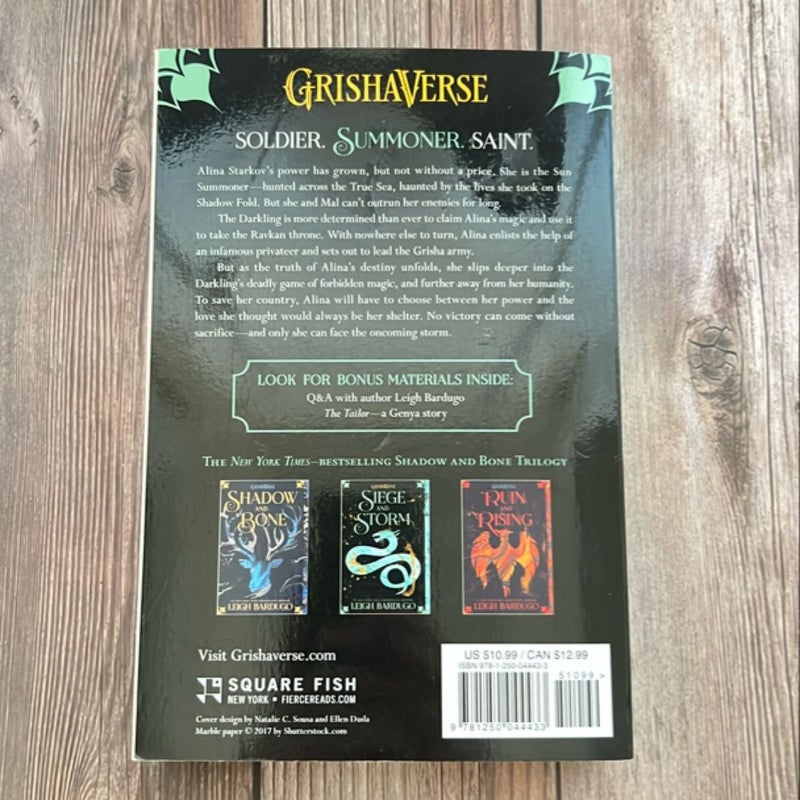 GRISHAVERSE
SOLDIER. SUMMONER. SAINT.
Alina Starkov's power has grown, but not without a price. She is the Sun
Summoner—hunted across the True Sea, haunted by the lives she took on the
Shadow Fold. But she and Mal can't outrun her enemies for long.
The Darkling is more determined than ever to claim Alina's magic and use it
to take the Ravkan throne. With nowhere else to turn, Alina enlists the help of
an infamous privateer and sets out to lead the Grisha army.
But as the truth of Alina's destiny unfolds, she slips deeper into the
Darkling's deadly game of forbidden magic, and further away from her humanity.
To save her country, Alina will have to choose between her power and the
love she thought would always be her shelter. No victory can come without
sacrifice—and only she can face the oncoming storm.
LOOK FOR BONUS MATERIALS INSIDE:
Q&A with author Leigh Bardugo
The Tailor—a Genya story
THE New York Times–BESTSELLING SHADOW AND BONE TRILOGY
SHADOW
AND
BONE
LEIGH BARDUGO
SIEGE
AND
STORM
LEIGH BARDUGO
RUIN
AND
RISING
LEIGH BARDUGO
Visit Grishaverse.com
SQUARE FISH
NEW YORK • FIERCEREADS.COM
Cover design by Natalie C. Sousa and Ellen Duda
Marble paper © 2017 by Shutterstock.com
US $10.99 / CAN $12.99
ISBN 978-1-250-04443-3
51099>
9 781250 044433